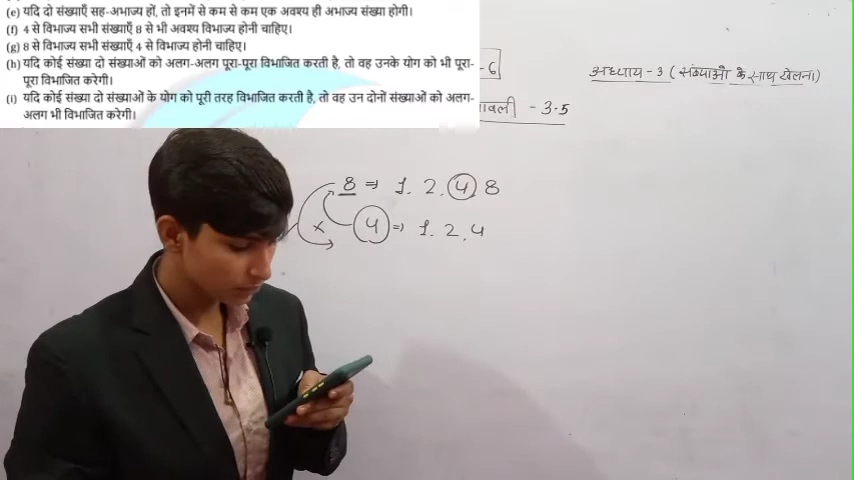 (e) यदि दो संख्याएँ सह-अभाज्य हों, तो इनमें से कम से कम एक अवश्य ही अभाज्य संख्या होगी।
(f) 4 से विभाज्य सभी संख्याएँ 8 से भी अवश्य विभाज्य होनी चाहिए।
(g) 8 से विभाज्य सभी संख्याएँ 4 से विभाज्य होनी चाहिए।
(h) यदि कोई संख्या दो संख्याओं को अलग-अलग पूरा-पूरा विभाजित करती है, तो वह उनके योग को भी पूरा-
पूरा विभाजित करेगी।
(i) यदि कोई संख्या दो संख्याओं के योग को पूरी तरह विभाजित करती है, तो वह उन दोनों संख्याओं को अलग-
अलग भी विभाजित करेगी।
-6
अध्याय - 3 (संख्याओं के साथ खेलना)
नावली - 3.5
8 ⇒ 1. 2. 4 8
× 4 ⇒ 1. 2. 4